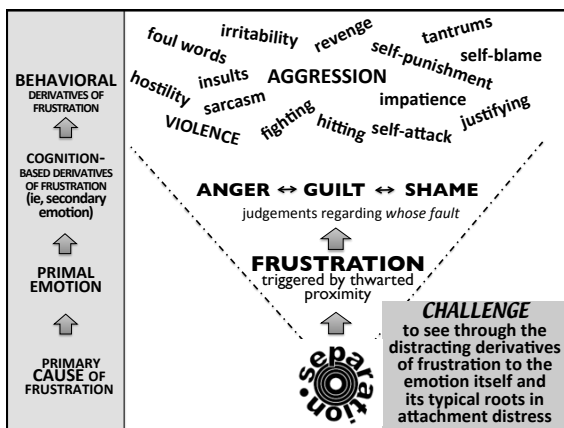 BEHAVIORAL
DERIVATIVES OF
FRUSTRATION
COGNITION-
BASED DERIVATIVES
OF FRUSTRATION
(ie, secondary
emotion)
PRIMAL
EMOTION
PRIMARY
CAUSE OF
FRUSTRATION
foul words
irritability
revenge
tantrums
self-punishment
self-blame
hostility
insults
AGGRESSION
sarcasm
impatience
VIOLENCE
fighting
hitting
self-attack
justifying
ANGER ↔ GUILT ↔ SHAME
judgements regarding whose fault
FRUSTRATION
triggered by thwarted
proximity
separation
CHALLENGE
to see through the
distracting derivatives
of frustration to the
emotion itself and
its typical roots in
attachment distress